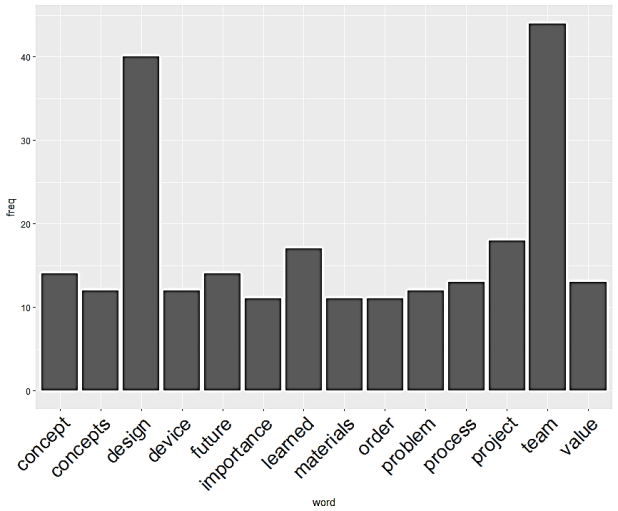 freq
40
30
20
10
0
concept
concepts
design
device
future
importance
learned
materials
order
problem
process
project
team
value
word